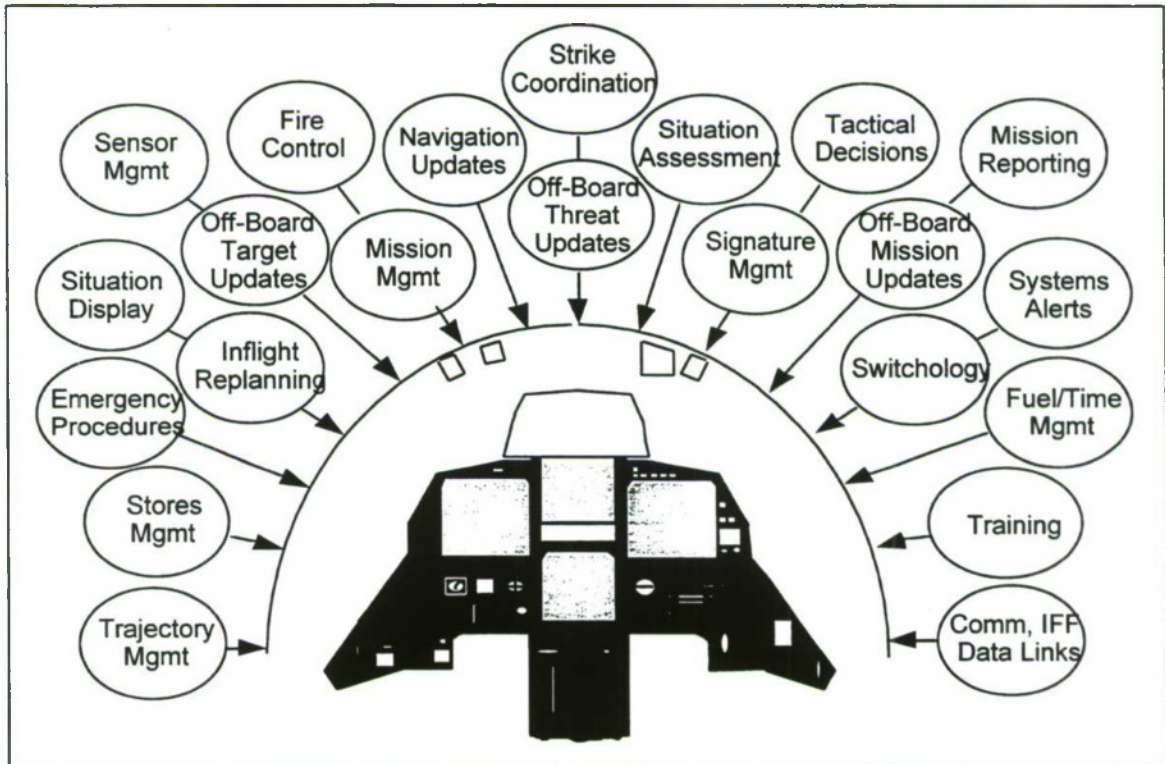 Strike
Coordination
Fire
Control
Navigation
Updates
Situation
Assessment
Tactical
Decisions
Sensor
Mgmt
Mission
Reporting
Off-Board
Target
Updates
Mission
Mgmt
Off-Board
Threat
Updates
Signature
Mgmt
Off-Board
Mission
Updates
Situation
Display
Systems
Alerts
Inflight
Replanning
Switchology
Emergency
Procedures
Fuel/Time
Mgmt
Stores
Mgmt
Training
Trajectory
Mgmt
Comm, IFF
Data Links